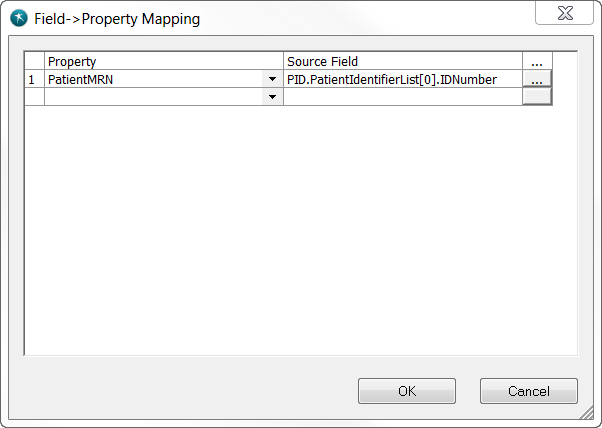 Field->Property Mapping
Property Source Field ...
1 PatientMRN PID.PatientIdentifierList[0].IDNumber ...
OK Cancel